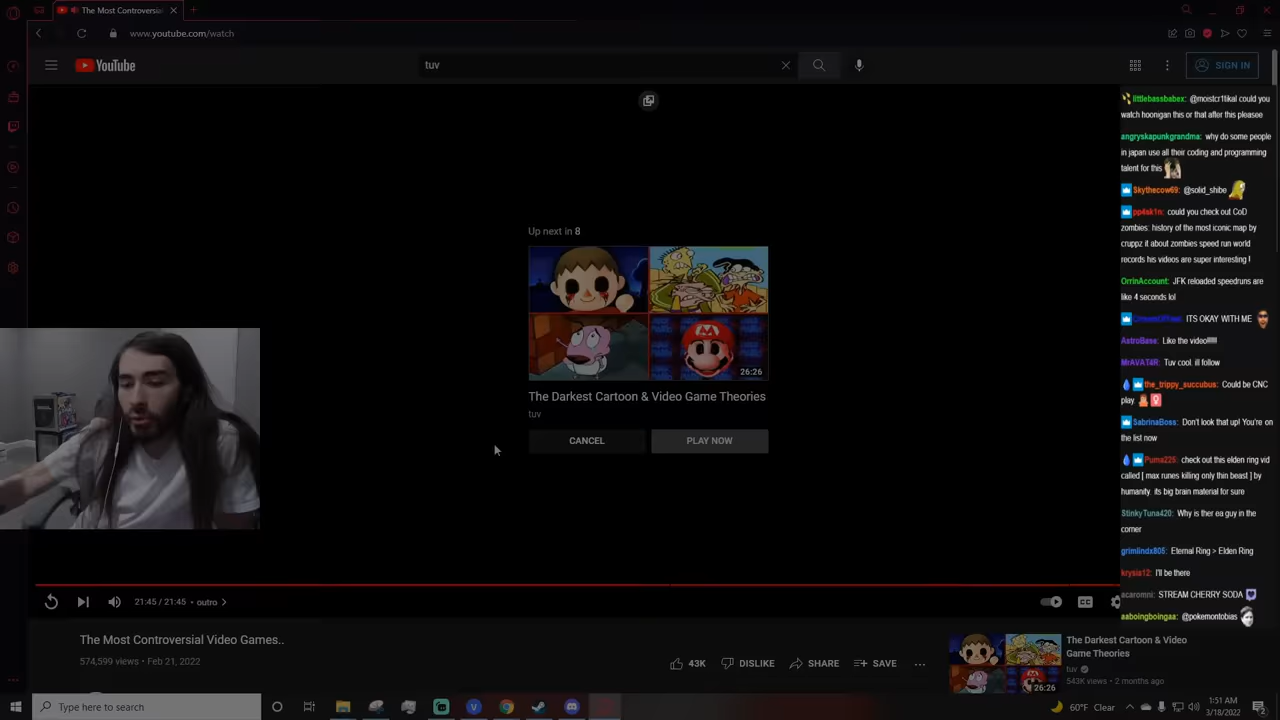 The Most Controversial
www.youtube.com/watch
YouTube
tuv
SIGN IN
Up next in 8
26:26
The Darkest Cartoon & Video Game Theories
tuv
CANCEL
PLAY NOW
21:45 / 21:45 • outro
CC
The Most Controversial Video Games..
574,599 views • Feb 21, 2022
43K
DISLIKE
SHARE
SAVE
26:26
The Darkest Cartoon & Video
Game Theories
tuv
543K views • 2 months ago
littlebassbabex: @moistcr1tikal could you
watch hoonigan this or that after this pleasee
angryskapunkgrandma: why do some people
in japan use all their coding and programming
talent for this
Skythecow69: @solid_shibe
pp4sk1n: could you check out CoD
zombies: history of the most iconic map by
cruppz it about zombies speed run world
records his videos are super interesting !
OrrinAccount: JFK reloaded speedruns are
like 4 seconds lol
ITS OKAY WITH ME
AstroBase: Like the video!!!!!
MrAVAT4R: Tuv cool. ill follow
the_trippy_succubus: Could be CNC
play
SabrinaBoss: Don't look that up! You're on
the list now
Puma225: check out this elden ring vid
called [ max runes killing only thin beast ] by
humanity. its big brain material for sure
StinkyTuna420: Why is ther ea guy in the
corner
grimlindx805: Eternal Ring > Elden Ring
krysia12: I'll be there
acaromni: STREAM CHERRY SODA
aaboingboingaa: @pokemontobias
Type here to search
60°F Clear
1:51 AM
3/18/2022